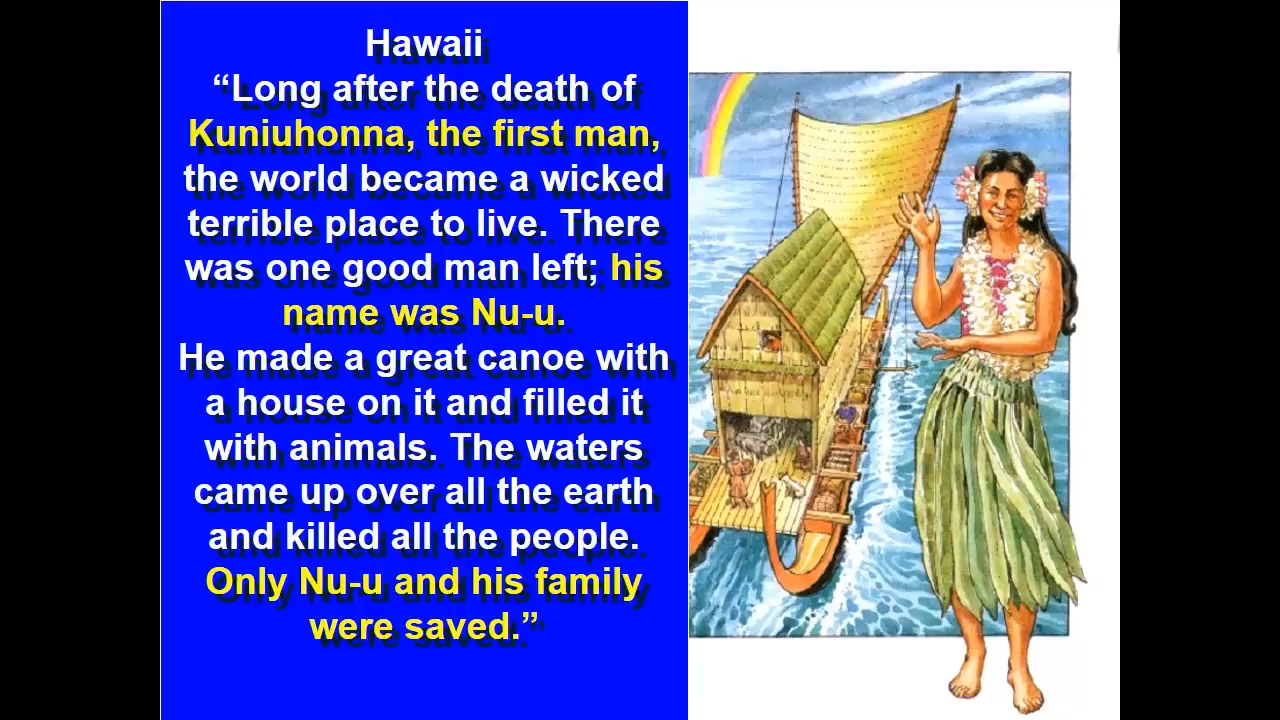 Hawaii
“Long after the death of
Kuniuhonna, the first man,
the world became a wicked
terrible place to live. There
was one good man left; his
name was Nu-u.
He made a great canoe with
a house on it and filled it
with animals. The waters
came up over all the earth
and killed all the people.
Only Nu-u and his family
were saved.”